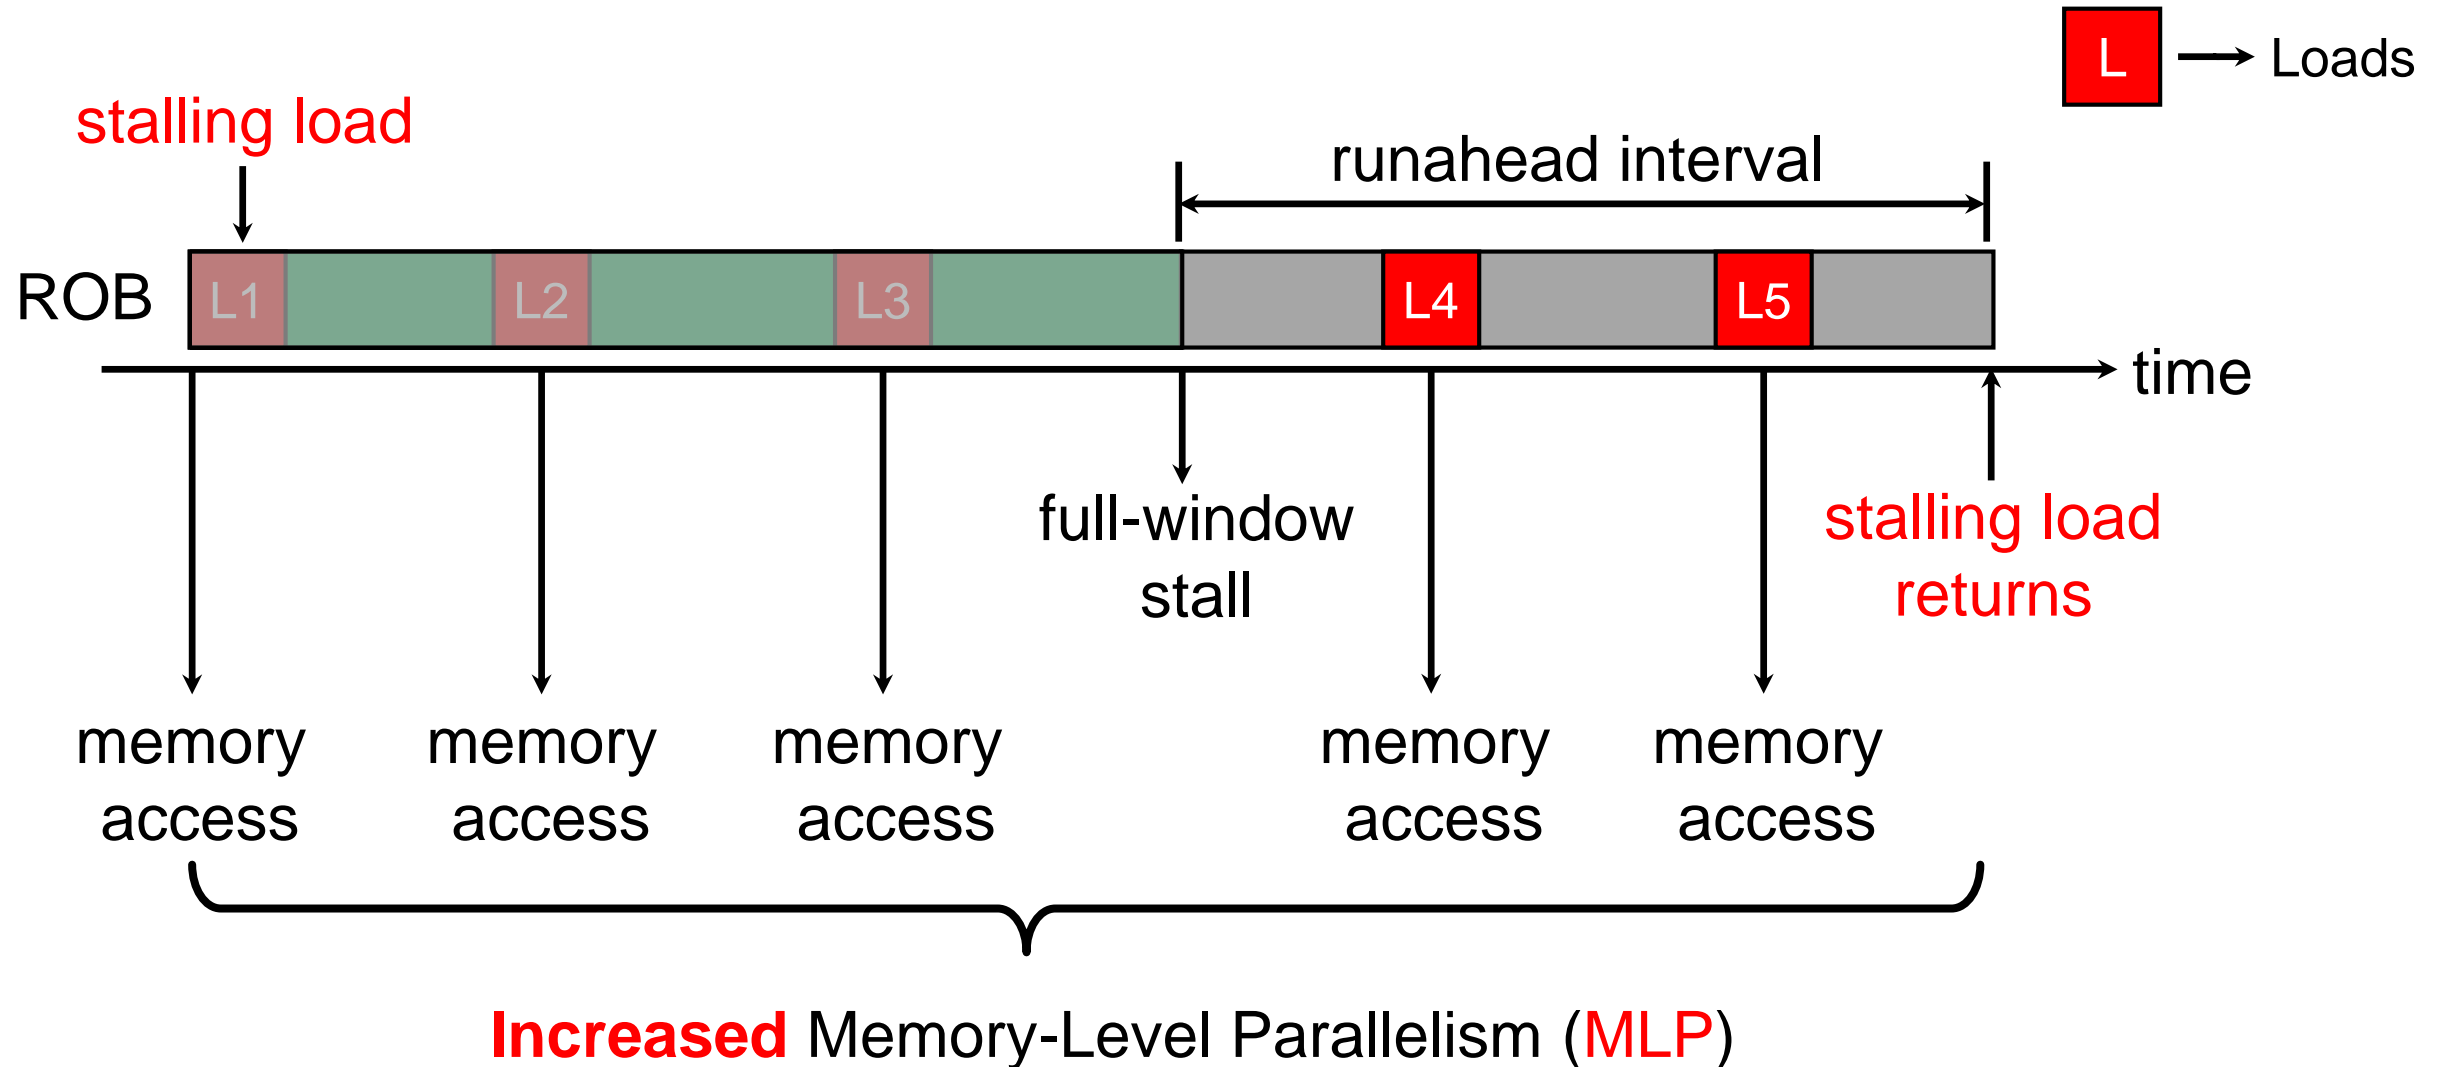 L
Loads
stalling load
runahead interval
ROB
L1
L2
L3
L4
L5
time
full-window
stall
stalling load
returns
memory
access
memory
access
memory
access
memory
access
memory
access
Increased Memory-Level Parallelism (MLP)